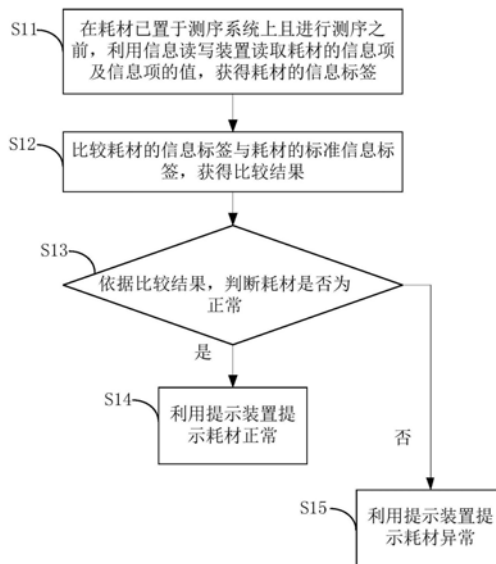 S11
在耗材已置于测序系统上且进行测序之
前，利用信息读写装置读取耗材的信息项
及信息项的值，获得耗材的信息标签
S12
比较耗材的信息标签与耗材的标准信息标
签，获得比较结果
S13
依据比较结果，判断耗材是否为
正常
是
S14
利用提示装置提
示耗材正常
否
S15
利用提示装置提
示耗材异常